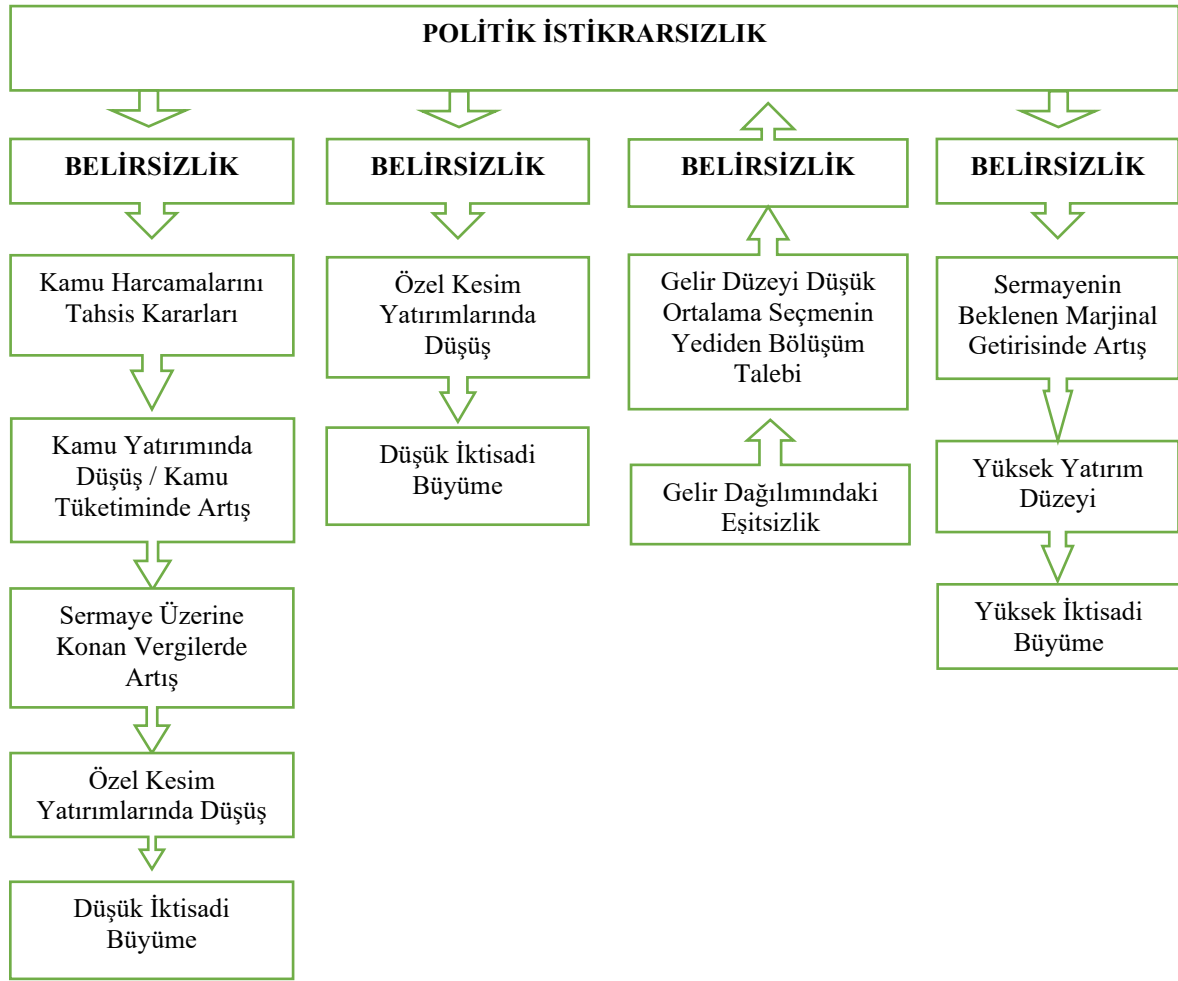 POLİTİK İSTİKRARSIZLIK
BELİRSİZLİK
Kamu Harcamalarını
Tahsis Kararları
Kamu Yatırımında
Düşüş / Kamu
Tüketiminde Artış
Sermaye Üzerine
Konan Vergilerde
Artış
Özel Kesim
Yatırımlarında Düşüş
Düşük İktisadi
Büyüme
BELİRSİZLİK
Özel Kesim
Yatırımlarında
Düşüş
Düşük İktisadi
Büyüme
BELİRSİZLİK
Gelir Düzeyi Düşük
Ortalama Seçmenin
Yediden Bölüşüm
Talebi
Gelir Dağılımındaki
Eşitsizlik
BELİRSİZLİK
Sermayenin
Beklenen Marjinal
Getirisinde Artış
Yüksek Yatırım
Düzeyi
Yüksek İktisadi
Büyüme